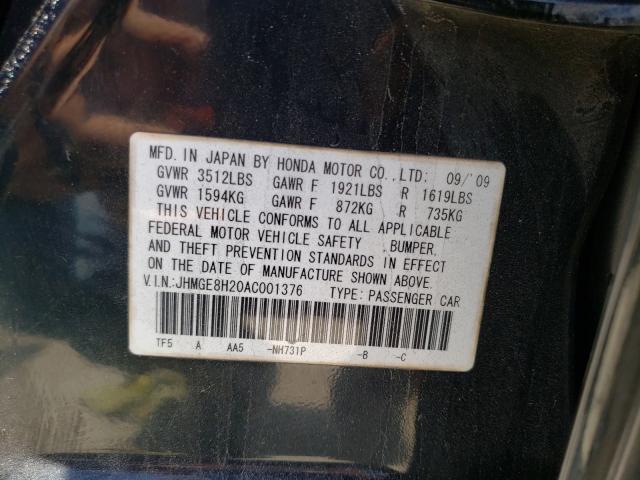 MFD. IN JAPAN BY HONDA MOTOR CO., LTD: 09/'09
GVWR 3512LBS GAWR F 1921LBS R 1619LBS
GVWR 1594KG GAWR F 872KG R 735KG
THIS VEHICLE CONFORMS TO ALL APPLICABLE
FEDERAL MOTOR VEHICLE SAFETY , BUMPER,
AND THEFT PREVENTION STANDARDS IN EFFECT
ON THE DATE OF MANUFACTURE SHOWN ABOVE.
V.I.N.:JHMGE8H20AC001376 TYPE: PASSENGER CAR
TF5 A AA5 -NH731P -B -C